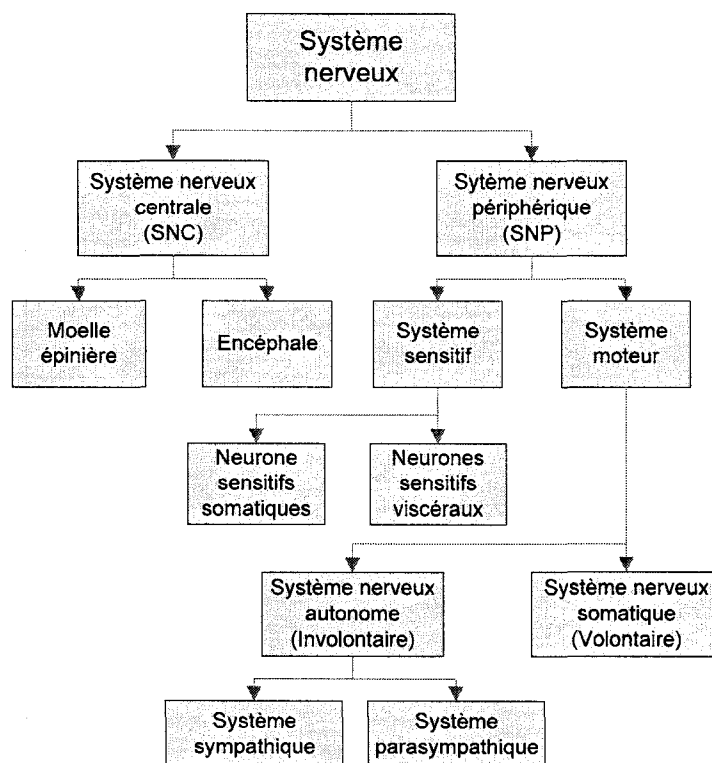 Système
nerveux
Système nerveux
centrale
(SNC)
Sytème nerveux
périphérique
(SNP)
Moelle
épinière
Encéphale
Système
sensitif
Système
moteur
Neurone
sensitifs
somatiques
Neurones
sensitifs
viscéraux
Système nerveux
autonome
(Involontaire)
Système nerveux
somatique
(Volontaire)
Système
sympathique
Système
parasympathique